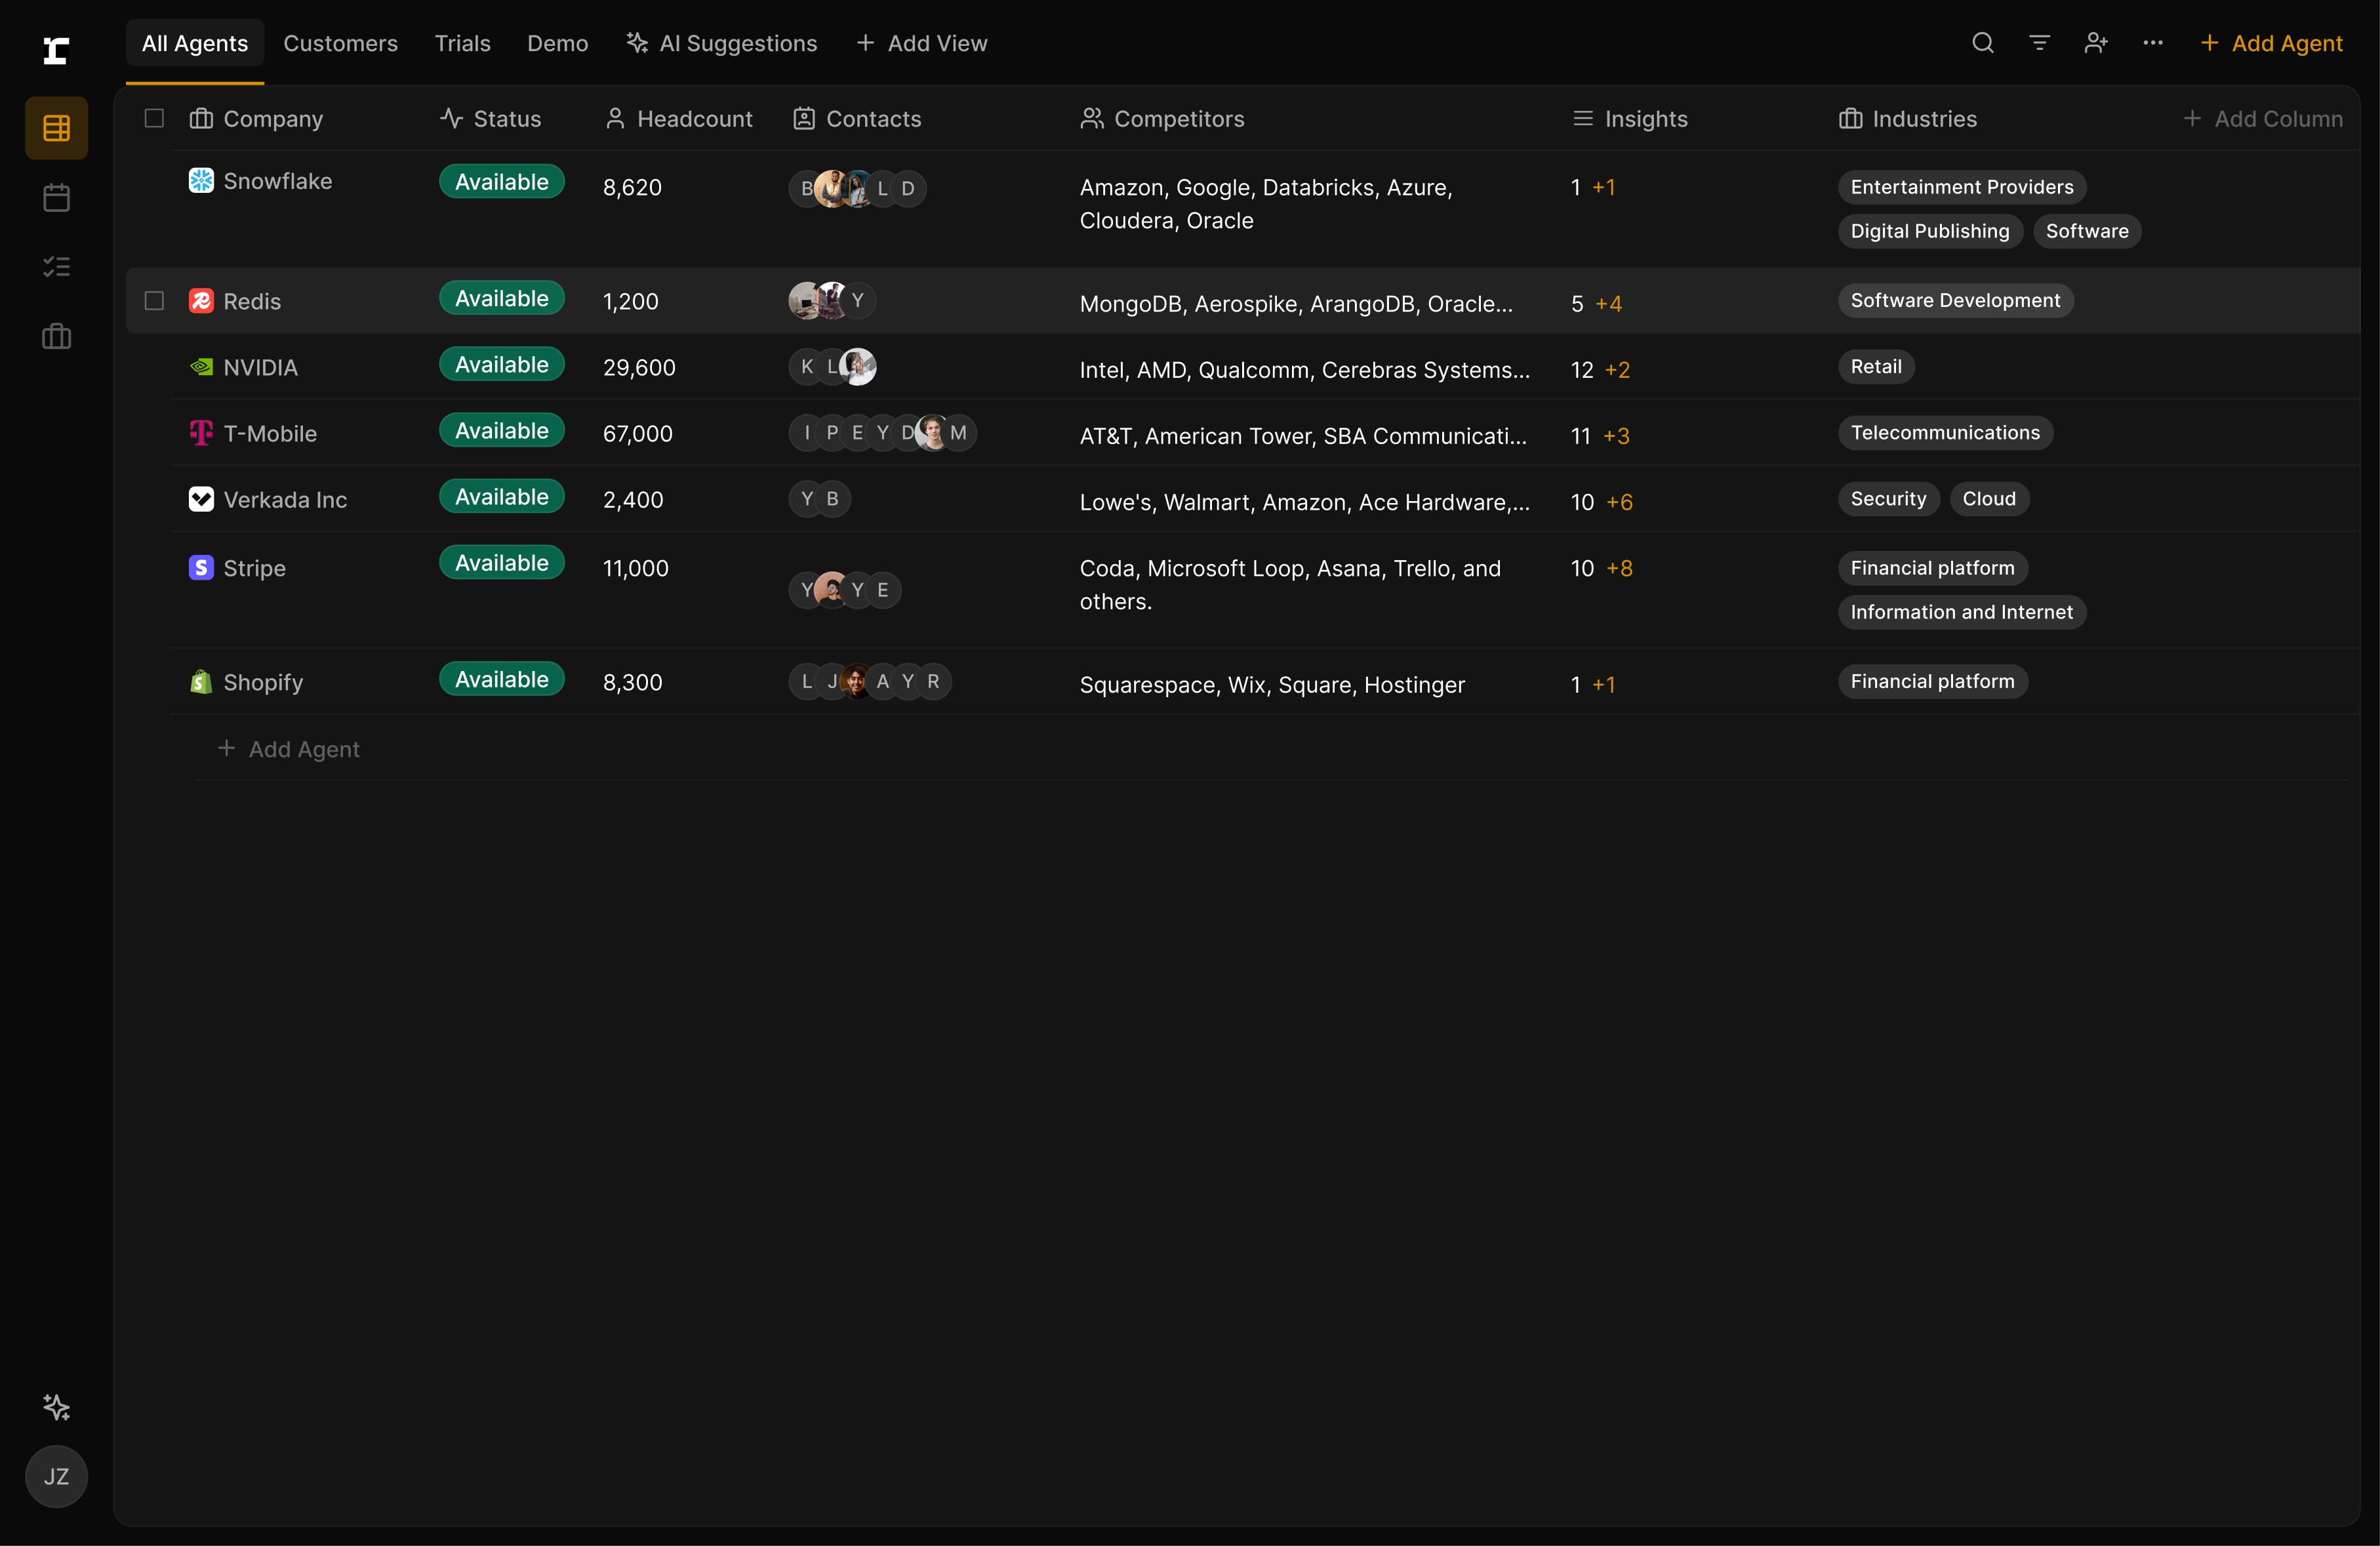 All Agents Customers Trials Demo AI Suggestions + Add View + Add Agent
Company Status Headcount Contacts Competitors Insights Industries + Add Column
Snowflake Available 8,620 B L D Amazon, Google, Databricks, Azure, 1 +1 Entertainment Providers
Cloudera, Oracle Digital Publishing Software
Redis Available 1,200 Y MongoDB, Aerospike, ArangoDB, Oracle... 5 +4 Software Development
NVIDIA Available 29,600 K L Intel, AMD, Qualcomm, Cerebras Systems... 12 +2 Retail
T-Mobile Available 67,000 I P E Y D M AT&T, American Tower, SBA Communicati... 11 +3 Telecommunications
Verkada Inc Available 2,400 Y B Lowe's, Walmart, Amazon, Ace Hardware,... 10 +6 Security Cloud
Stripe Available 11,000 Y Y E Coda, Microsoft Loop, Asana, Trello, and 10 +8 Financial platform
others. Information and Internet
Shopify Available 8,300 L J A Y R Squarespace, Wix, Square, Hostinger 1 +1 Financial platform
+ Add Agent
JZ